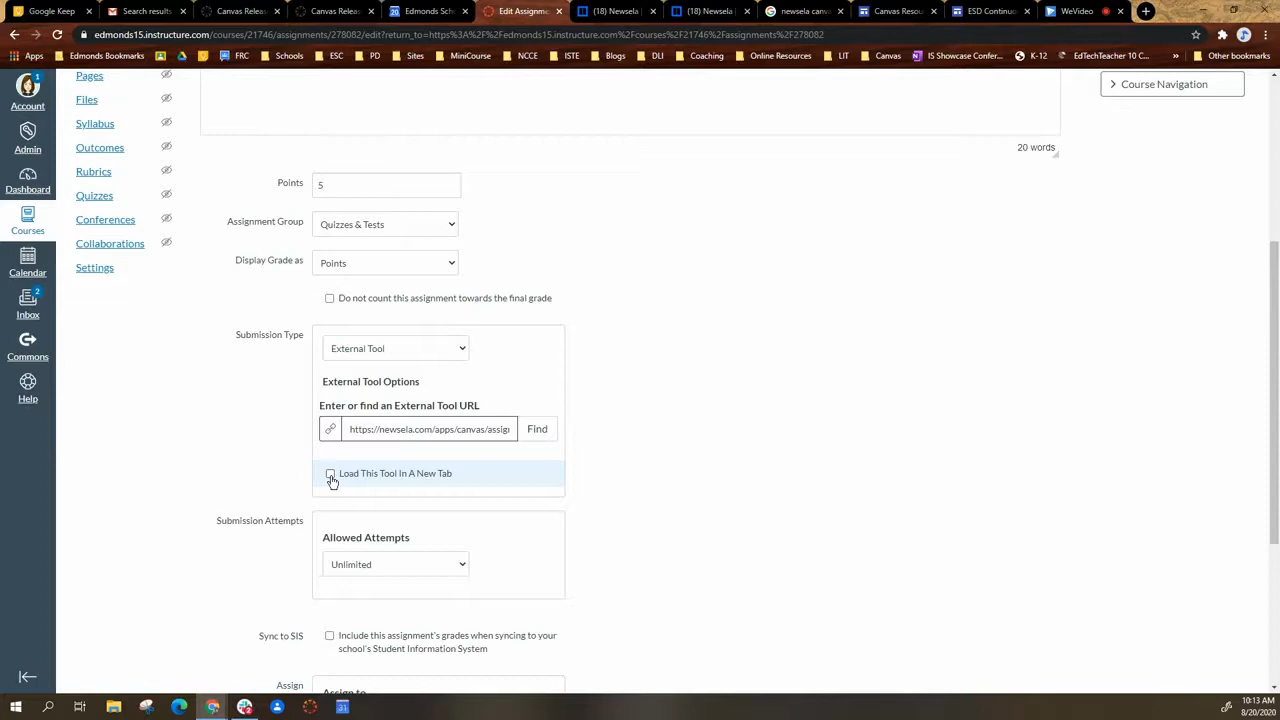 Google Keep
Search results
Canvas Relea
Canvas Relea
Edmonds Scho
Edit Assignme
(18) Newsela
(18) Newsela
newsela canva
Canvas Resou
ESD Continuo
WeVideo
edmonds15.instructure.com/courses/21746/assignments/278082/edit?return_to=https%3A%2F%2Fedmonds15.instructure.com%2Fcourses%2F21746%2Fassignments%2F278082
Apps
Edmonds Bookmarks
FRC
Schools
ESC
PD
Sites
MiniCourse
NCCE
ISTE
Blogs
DLI
Coaching
Online Resources
LIT
Canvas
IS Showcase Confer...
K-12
EdTechTeacher 10 C...
»
Other bookmarks
1
Account
Admin
Dashboard
Courses
Calendar
2
Inbox
Commons
Help
Pages
Files
Syllabus
Outcomes
Rubrics
Quizzes
Conferences
Collaborations
Settings
Course Navigation
20 words
Points
5
Assignment Group
Quizzes & Tests
Display Grade as
Points
Do not count this assignment towards the final grade
Submission Type
External Tool
External Tool Options
Enter or find an External Tool URL
https://newsela.com/apps/canvas/assig
Find
Load This Tool In A New Tab
Submission Attempts
Allowed Attempts
Unlimited
Sync to SIS
Include this assignment's grades when syncing to your
school's Student Information System
Assign
Assign to
10:13 AM
8/20/2020